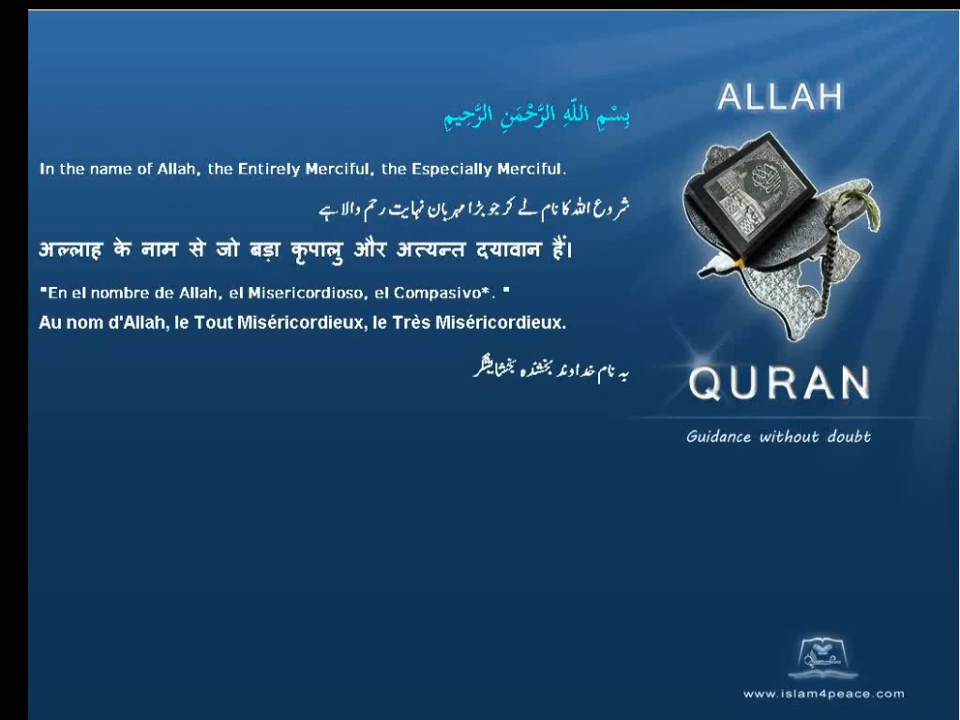 بِسْمِ اللَّهِ الرَّحْمَنِ الرَّحِيمِ
In the name of Allah, the Entirely Merciful, the Especially Merciful.
شروع اللہ کا نام لے کر جو بڑا مہربان نہایت رحم والا ہے
अल्लाह के नाम से जो बड़ा कृपालु और अत्यन्त दयावान हैं।
"En el nombre de Allah, el Misericordioso, el Compasivo*. "
Au nom d'Allah, le Tout Miséricordieux, le Très Miséricordieux.
به نام خداوند بخشنده بخشایشگر
ALLAH
QURAN
Guidance without doubt
www.islam4peace.com